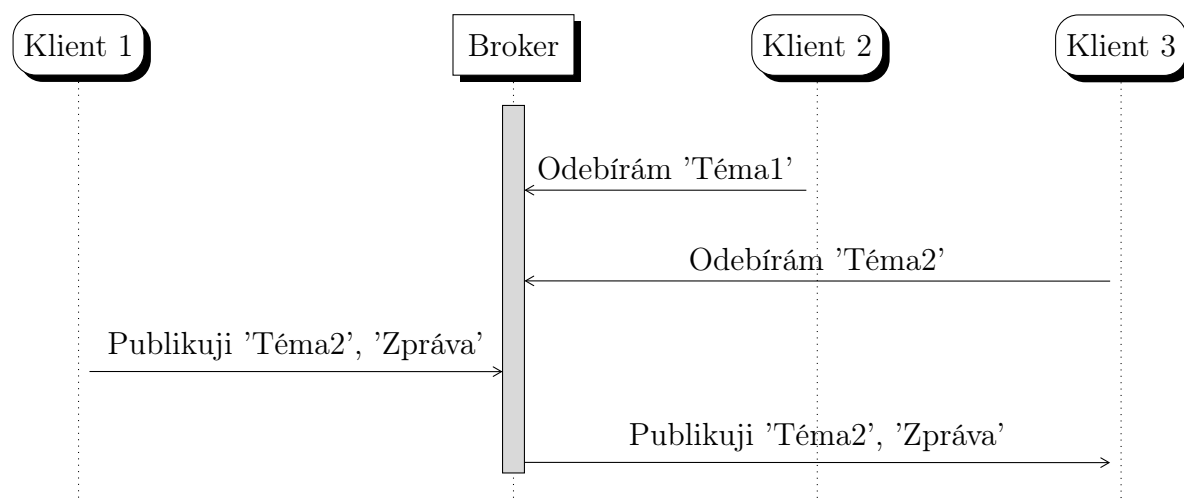 Klient 1
Broker
Klient 2
Klient 3
Odebírám ’Téma1’
Odebírám ’Téma2’
Publikuji ’Téma2’, ’Zpráva’
Publikuji ’Téma2’, ’Zpráva’